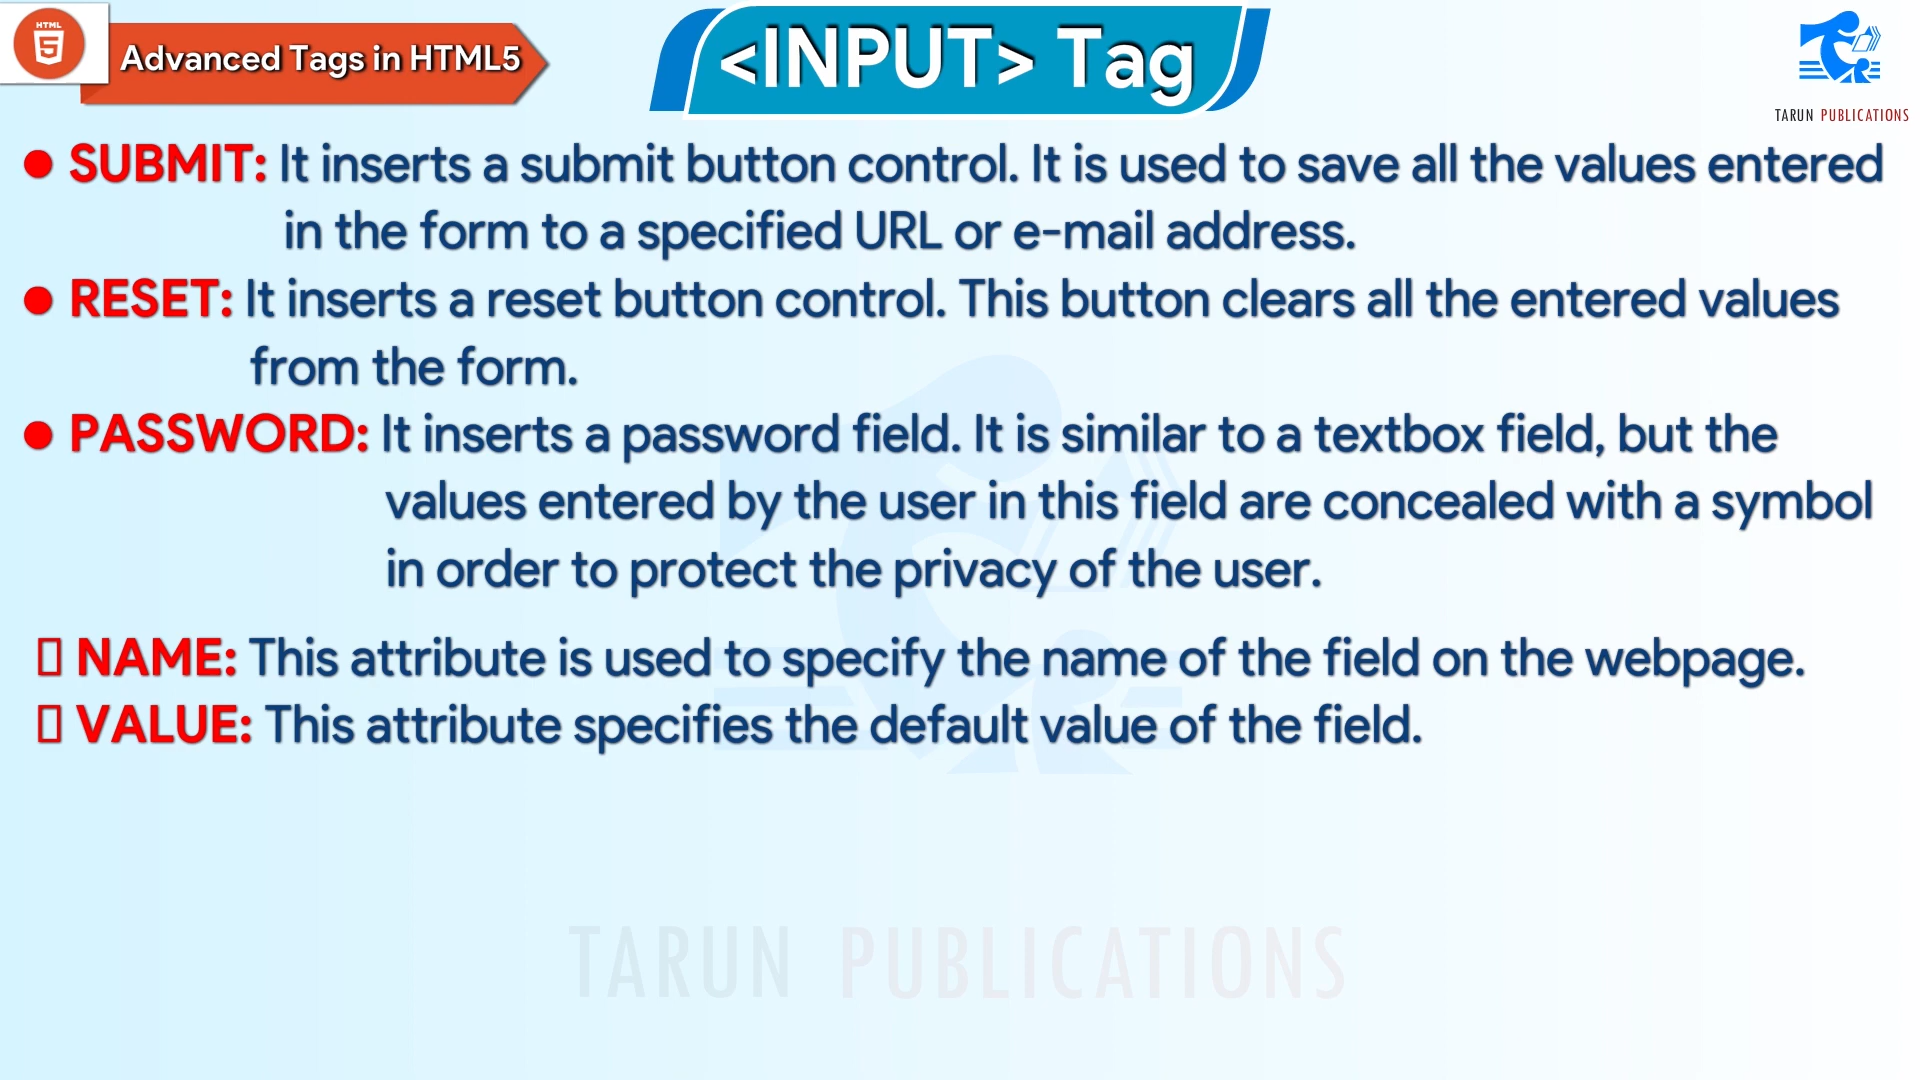 HTML
5
Advanced Tags in HTML5
<INPUT> Tag
TARUN PUBLICATIONS
● SUBMIT: It inserts a submit button control. It is used to save all the values entered
in the form to a specified URL or e-mail address.
● RESET: It inserts a reset button control. This button clears all the entered values
from the form.
● PASSWORD: It inserts a password field. It is similar to a textbox field, but the
values entered by the user in this field are concealed with a symbol
in order to protect the privacy of the user.
NAME: This attribute is used to specify the name of the field on the webpage.
VALUE: This attribute specifies the default value of the field.
TARUN PUBLICATIONS